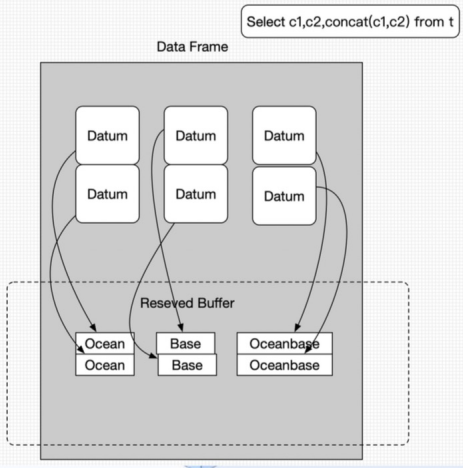 Select c1,c2,concat(c1,c2) from t
Data Frame
Datum Datum Datum
Datum Datum Datum
Reseved Buffer
Ocean Base Oceanbase
Ocean Base Oceanbase